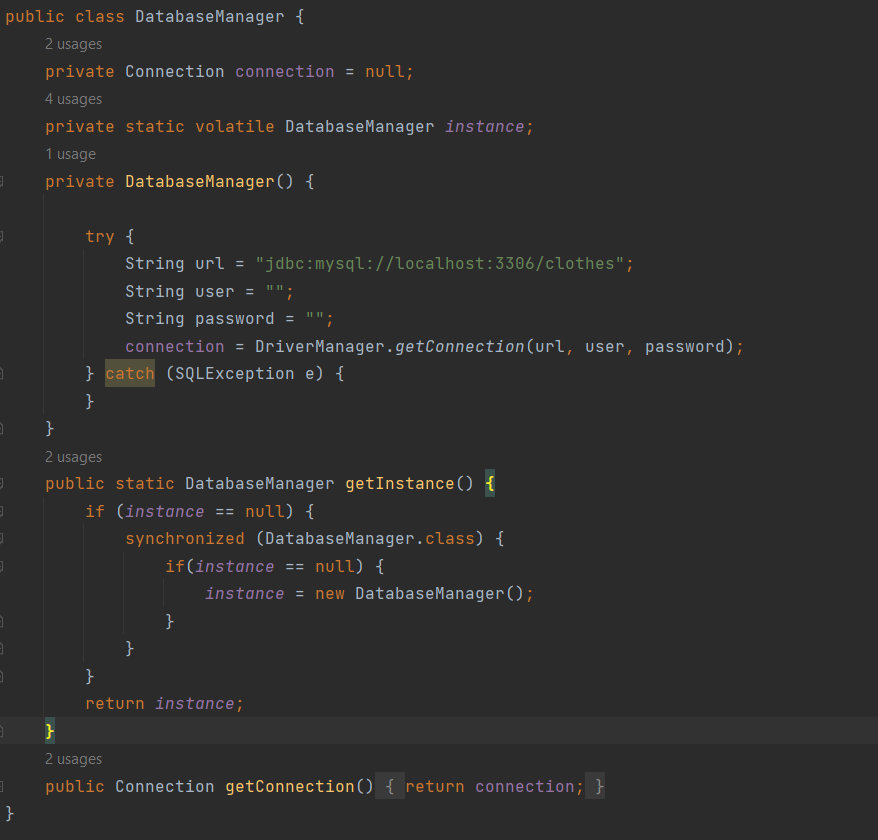 public class DatabaseManager {
2 usages
private Connection connection = null;
4 usages
private static volatile DatabaseManager instance;
1 usage
private DatabaseManager() {
try {
String url = "jdbc:mysql://localhost:3306/clothes";
String user = "";
String password = "";
connection = DriverManager.getConnection(url, user, password);
} catch (SQLException e) {
}
}
2 usages
public static DatabaseManager getInstance() {
if (instance == null) {
synchronized (DatabaseManager.class) {
if(instance == null) {
instance = new DatabaseManager();
}
}
}
return instance;
}
2 usages
public Connection getConnection() { return connection; }
}